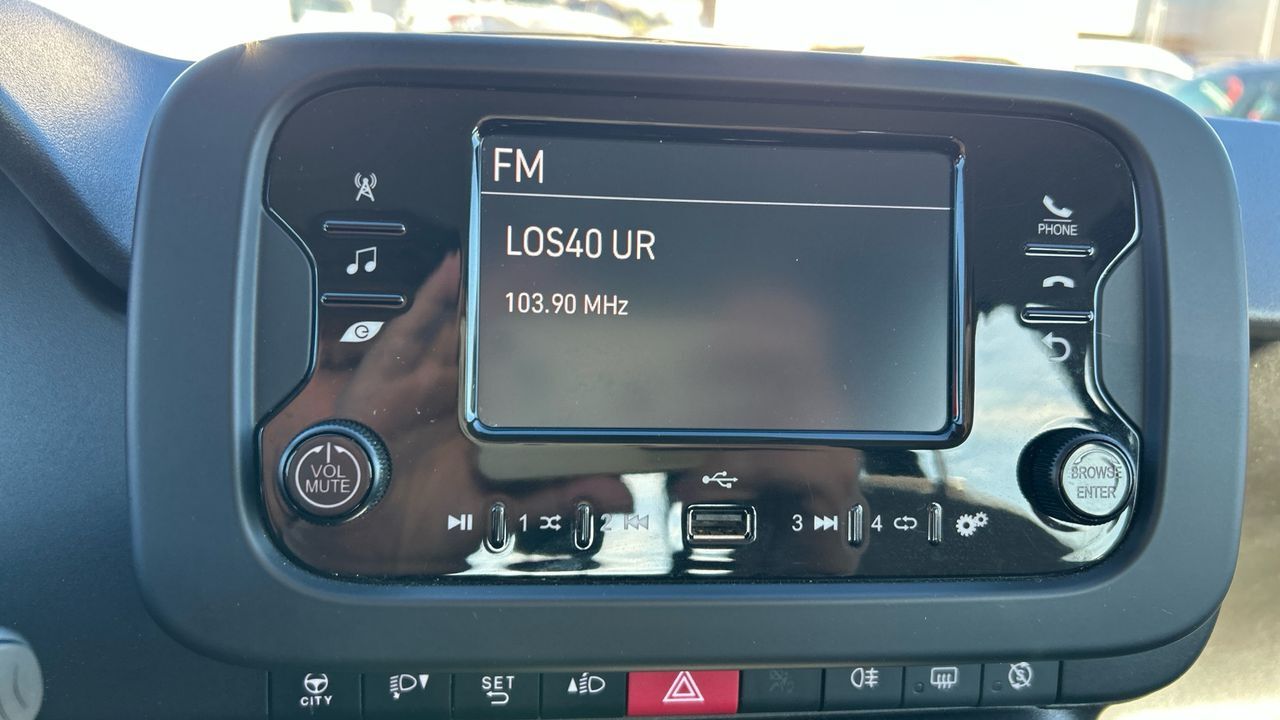 FM
LOS40 UR
103.90 MHz
PHONE
VOL
MUTE
BROWSE
ENTER
1 2 3 4
CITY
SET